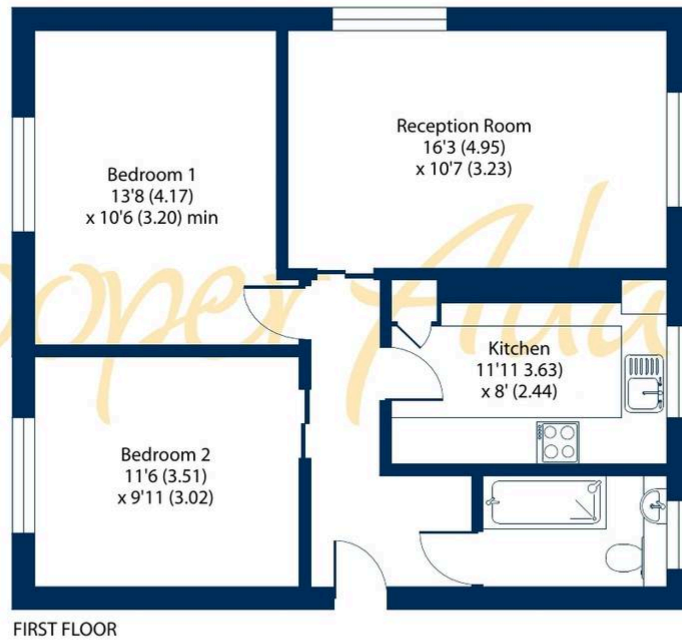 Reception Room
16'3 (4.95)
x 10'7 (3.23)
Bedroom 1
13'8 (4.17)
x 10'6 (3.20) min
Kitchen
11'11 3.63)
x 8' (2.44)
Bedroom 2
11'6 (3.51)
x 9'11 (3.02)
FIRST FLOOR